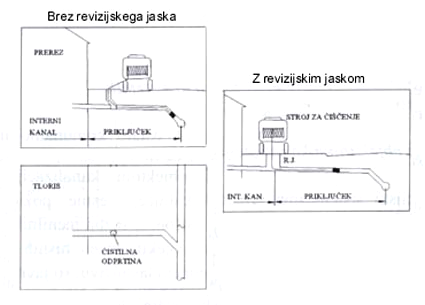 Brez revizijskega jaska
PREREZ
INTERNI
KANAL
PRIKLJUČEK
TLORIS
ČISTILNA
ODPRTINA
Z revizijskim jaskom
STROJ ZA ČIŠČENJE
R.J
INT. KAN.
PRIKLJUČEK